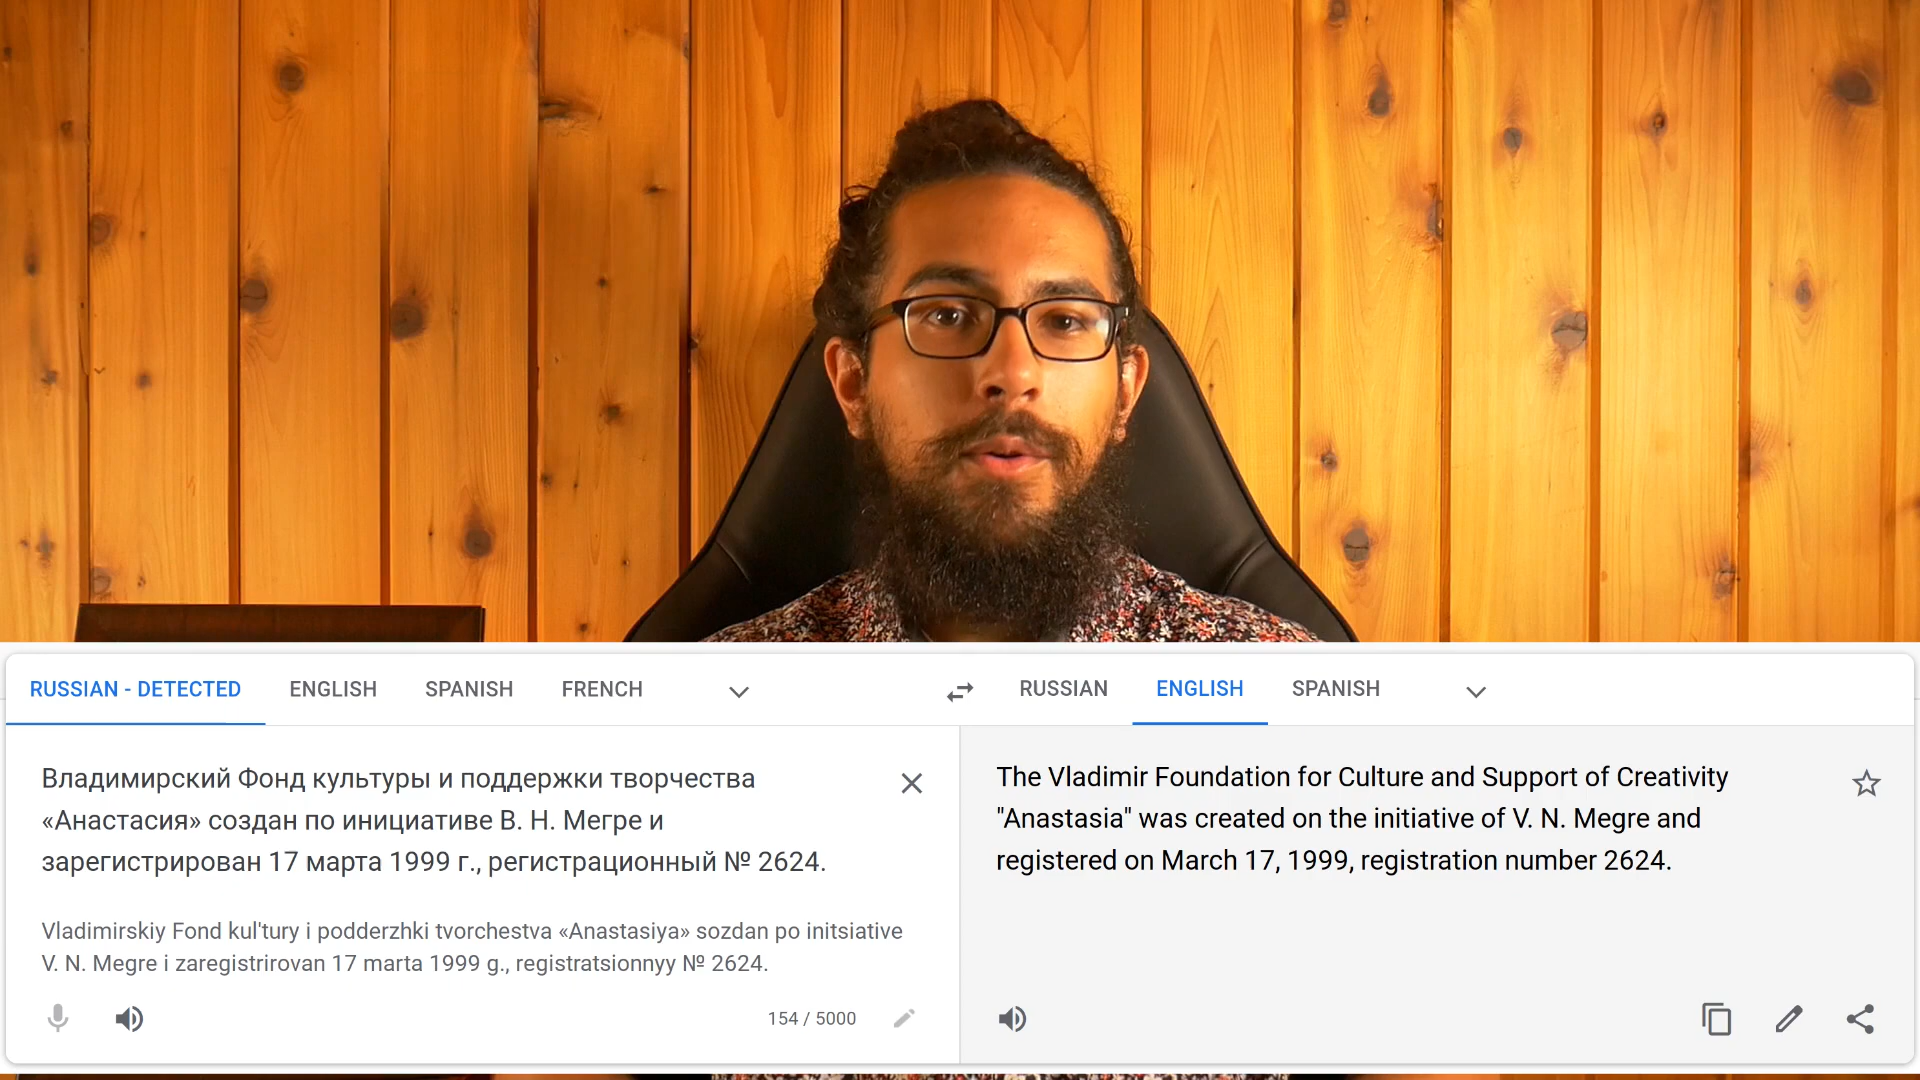 RUSSIAN - DETECTED ENGLISH SPANISH FRENCH RUSSIAN ENGLISH SPANISH
Владимирский Фонд культуры и поддержки творчества
«Анастасия» создан по инициативе В. Н. Мегре и
зарегистрирован 17 марта 1999 г., регистрационный № 2624.
Vladimirskiy Fond kul'tury i podderzhki tvorchestva «Anastasiya» sozdan po initsiative
V. N. Megre i zaregistrirovan 17 marta 1999 g., registratsionnyy № 2624.
154 / 5000
The Vladimir Foundation for Culture and Support of Creativity
"Anastasia" was created on the initiative of V. N. Megre and
registered on March 17, 1999, registration number 2624.